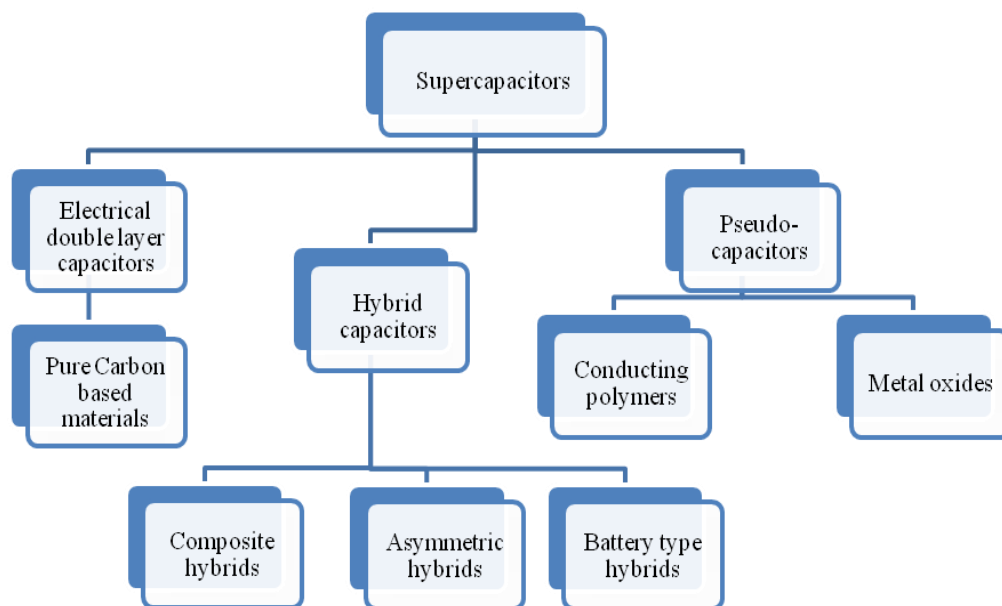 Supercapacitors
Electrical
double layer
capacitors
Pseudo-
capacitors
Hybrid
capacitors
Pure Carbon
based
materials
Conducting
polymers
Metal oxides
Composite
hybrids
Asymmetric
hybrids
Battery type
hybrids